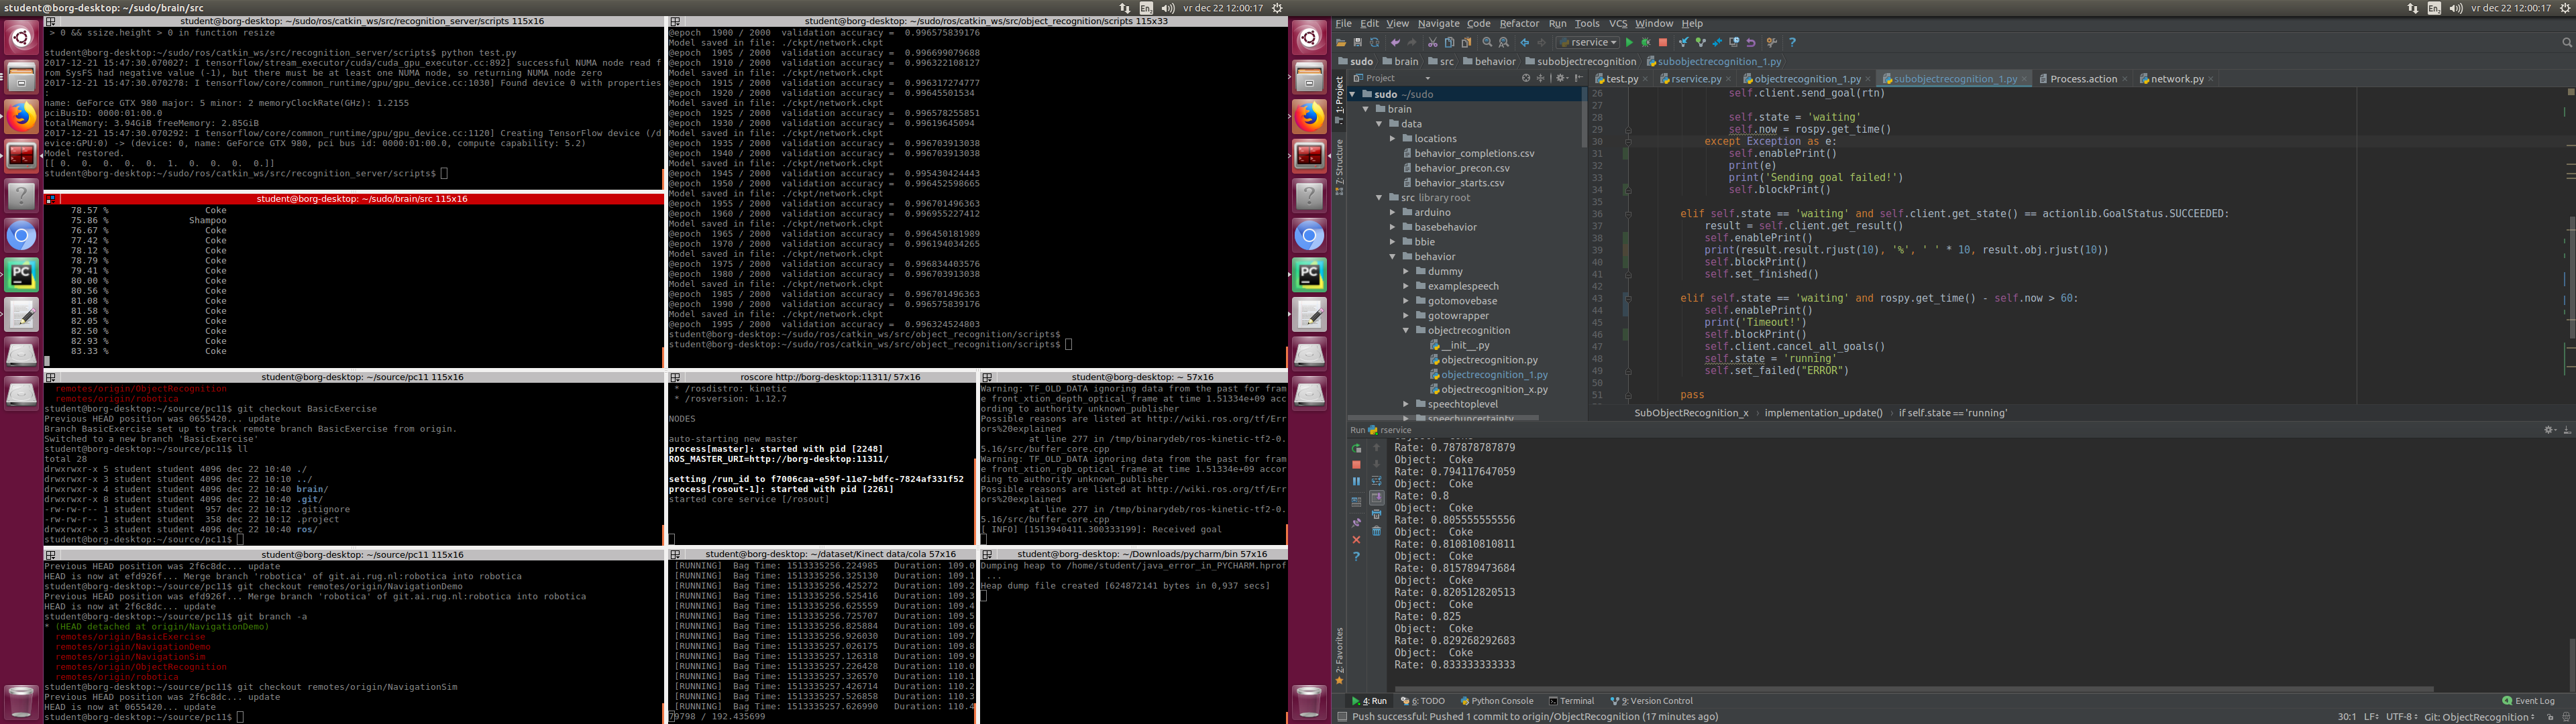 student@borg-desktop: ~/sudo/brain/src
En
vr dec 22 12:00:17
student@borg-desktop: ~/sudo/ros/catkin_ws/src/recognition_server/scripts 115x16
> 0 && ssize.height > 0 in function resize
student@borg-desktop:~/sudo/ros/catkin_ws/src/recognition_server/scripts$ python test.py
2017-12-21 15:47:30.070027: I tensorflow/stream_executor/cuda/cuda_gpu_executor.cc:892] successful NUMA node read f
rom SysFS had negative value (-1), but there must be at least one NUMA node, so returning NUMA node zero
2017-12-21 15:47:30.070278: I tensorflow/core/common_runtime/gpu/gpu_device.cc:1030] Found device 0 with properties
:
name: GeForce GTX 980 major: 5 minor: 2 memoryClockRate(GHz): 1.2155
pciBusID: 0000:01:00.0
totalMemory: 3.94GiB freeMemory: 2.85GiB
2017-12-21 15:47:30.070292: I tensorflow/core/common_runtime/gpu/gpu_device.cc:1120] Creating TensorFlow device (/d
evice:GPU:0) -> (device: 0, name: GeForce GTX 980, pci bus id: 0000:01:00.0, compute capability: 5.2)
Model restored.
[[ 0. 0. 0. 0. 0. 1. 0. 0. 0. 0.]]
student@borg-desktop:~/sudo/ros/catkin_ws/src/recognition_server/scripts$
student@borg-desktop: ~/sudo/brain/src 115x16
78.57 % Coke
75.86 % Shampoo
76.67 % Coke
77.42 % Coke
78.12 % Coke
78.79 % Coke
79.41 % Coke
80.00 % Coke
80.56 % Coke
81.08 % Coke
81.58 % Coke
82.05 % Coke
82.50 % Coke
82.93 % Coke
83.33 % Coke
student@borg-desktop: ~/sudo/ros/catkin_ws/src/object_recognition/scripts 115x33
@epoch 1900 / 2000 validation accuracy = 0.996575839176
Model saved in file: ./ckpt/network.ckpt
@epoch 1905 / 2000 validation accuracy = 0.996699079688
@epoch 1910 / 2000 validation accuracy = 0.996322108127
Model saved in file: ./ckpt/network.ckpt
@epoch 1915 / 2000 validation accuracy = 0.996317274777
@epoch 1920 / 2000 validation accuracy = 0.99645501534
Model saved in file: ./ckpt/network.ckpt
@epoch 1925 / 2000 validation accuracy = 0.996578255851
@epoch 1930 / 2000 validation accuracy = 0.99619645094
Model saved in file: ./ckpt/network.ckpt
@epoch 1935 / 2000 validation accuracy = 0.996703913038
@epoch 1940 / 2000 validation accuracy = 0.996703913038
Model saved in file: ./ckpt/network.ckpt
@epoch 1945 / 2000 validation accuracy = 0.995430424443
@epoch 1950 / 2000 validation accuracy = 0.996452598665
Model saved in file: ./ckpt/network.ckpt
@epoch 1955 / 2000 validation accuracy = 0.996701496363
@epoch 1960 / 2000 validation accuracy = 0.996955227412
Model saved in file: ./ckpt/network.ckpt
@epoch 1965 / 2000 validation accuracy = 0.996450181989
@epoch 1970 / 2000 validation accuracy = 0.996194034265
Model saved in file: ./ckpt/network.ckpt
@epoch 1975 / 2000 validation accuracy = 0.996834403576
@epoch 1980 / 2000 validation accuracy = 0.996703913038
Model saved in file: ./ckpt/network.ckpt
@epoch 1985 / 2000 validation accuracy = 0.996701496363
@epoch 1990 / 2000 validation accuracy = 0.996575839176
Model saved in file: ./ckpt/network.ckpt
@epoch 1995 / 2000 validation accuracy = 0.996324524803
student@borg-desktop:~/sudo/ros/catkin_ws/src/object_recognition/scripts$
student@borg-desktop:~/sudo/ros/catkin_ws/src/object_recognition/scripts$
student@borg-desktop: ~/source/pc11 115x16
remotes/origin/ObjectRecognition
remotes/origin/robotica
student@borg-desktop:~/source/pc11$ git checkout BasicExercise
Previous HEAD position was 0655420... update
Branch BasicExercise set up to track remote branch BasicExercise from origin.
Switched to a new branch 'BasicExercise'
student@borg-desktop:~/source/pc11$ ll
total 28
drwxrwxr-x 5 student student 4096 dec 22 10:40 ./
drwxrwxr-x 3 student student 4096 dec 22 10:10 ../
drwxrwxr-x 4 student student 4096 dec 22 10:40 brain/
drwxrwxr-x 8 student student 4096 dec 22 10:40 .git/
-rw-rw-r-- 1 student student 957 dec 22 10:12 .gitignore
-rw-rw-r-- 1 student student 358 dec 22 10:12 .project
drwxrwxr-x 3 student student 4096 dec 22 10:40 ros/
student@borg-desktop:~/source/pc11$
roscore http://borg-desktop:11311/ 57x16
* /rosdistro: kinetic
* /rosversion: 1.12.7
NODES
auto-starting new master
process[master]: started with pid [2248]
ROS_MASTER_URI=http://borg-desktop:11311/
setting /run_id to f7006caa-e59f-11e7-bdfc-7824af331f52
process[rosout-1]: started with pid [2261]
started core service [/rosout]
student@borg-desktop: ~ 57x16
Warning: TF_OLD_DATA ignoring data from the past for fram
e front_xtion_depth_optical_frame at time 1.51334e+09 acc
ording to authority unknown_publisher
Possible reasons are listed at http://wiki.ros.org/tf/Err
ors%20explained
at line 277 in /tmp/binarydeb/ros-kinetic-tf2-0.
5.16/src/buffer_core.cpp
Warning: TF_OLD_DATA ignoring data from the past for fram
e front_xtion_rgb_optical_frame at time 1.51334e+09 accor
ding to authority unknown_publisher
Possible reasons are listed at http://wiki.ros.org/tf/Err
ors%20explained
at line 277 in /tmp/binarydeb/ros-kinetic-tf2-0.
5.16/src/buffer_core.cpp
[ INFO] [1513940411.300333199]: Received goal
student@borg-desktop: ~/source/pc11 115x16
Previous HEAD position was 2f6c8dc... update
HEAD is now at efd926f... Merge branch 'robotica' of git.ai.rug.nl:robotica into robotica
student@borg-desktop:~/source/pc11$ git checkout remotes/origin/NavigationDemo
Previous HEAD position was efd926f... Merge branch 'robotica' of git.ai.rug.nl:robotica into robotica
HEAD is now at 2f6c8dc... update
student@borg-desktop:~/source/pc11$ git branch -a
* (HEAD detached at origin/NavigationDemo)
remotes/origin/BasicExercise
remotes/origin/NavigationDemo
remotes/origin/NavigationSim
remotes/origin/ObjectRecognition
remotes/origin/robotica
student@borg-desktop:~/source/pc11$ git checkout remotes/origin/NavigationSim
Previous HEAD position was 2f6c8dc... update
HEAD is now at 0655420... update
student@borg-desktop:~/source/pc11$
student@borg-desktop: ~/dataset/Kinect data/cola 57x16
[RUNNING] Bag Time: 1513335256.224985 Duration: 109.0
[RUNNING] Bag Time: 1513335256.325130 Duration: 109.1
[RUNNING] Bag Time: 1513335256.425272 Duration: 109.2
[RUNNING] Bag Time: 1513335256.525416 Duration: 109.3
[RUNNING] Bag Time: 1513335256.625559 Duration: 109.4
[RUNNING] Bag Time: 1513335256.725707 Duration: 109.5
[RUNNING] Bag Time: 1513335256.825884 Duration: 109.6
[RUNNING] Bag Time: 1513335256.926030 Duration: 109.7
[RUNNING] Bag Time: 1513335257.026175 Duration: 109.8
[RUNNING] Bag Time: 1513335257.126318 Duration: 109.9
[RUNNING] Bag Time: 1513335257.226428 Duration: 110.0
[RUNNING] Bag Time: 1513335257.326570 Duration: 110.1
[RUNNING] Bag Time: 1513335257.426714 Duration: 110.2
[RUNNING] Bag Time: 1513335257.526858 Duration: 110.3
[RUNNING] Bag Time: 1513335257.626990 Duration: 110.4
79798 / 192.435699
student@borg-desktop: ~/Downloads/pycharm/bin 57x16
Dumping heap to /home/student/java_error_in_PYCHARM.hprof
...
Heap dump file created [624872141 bytes in 0,937 secs]
En
vr dec 22 12:00:17
File Edit View Navigate Code Refactor Run Tools VCS Window Help
rservice
sudo brain src behavior subobjectrecognition subobjectrecognition_1.py
Project
test.py rservice.py objectrecognition_1.py subobjectrecognition_1.py Process.action network.py
1: Project
7: Structure
2: Favorites
sudo ~/sudo
brain
data
locations
behavior_completions.csv
behavior_precon.csv
behavior_starts.csv
src library root
arduino
basebehavior
bbie
behavior
dummy
examplespeech
gotomovebase
gotowrapper
objectrecognition
__init__.py
objectrecognition.py
objectrecognition_1.py
objectrecognition_x.py
speechtoplevel
speechuncertainty
26 self.client.send_goal(rtn)
27
28 self.state = 'waiting'
29 self.now = rospy.get_time()
30 except Exception as e:
31 self.enablePrint()
32 print(e)
33 print('Sending goal failed!')
34 self.blockPrint()
35
36 elif self.state == 'waiting' and self.client.get_state() == actionlib.GoalStatus.SUCCEEDED:
37 result = self.client.get_result()
38 self.enablePrint()
39 print(result.result.rjust(10), '%', ' ' * 10, result.obj.rjust(10))
40 self.blockPrint()
41 self.set_finished()
42
43 elif self.state == 'waiting' and rospy.get_time() - self.now > 60:
44 self.enablePrint()
45 print('Timeout!')
46 self.blockPrint()
47 self.client.cancel_all_goals()
48 self.state = 'running'
49 self.set_failed("ERROR")
50
51 pass
SubObjectRecognition_x implementation_update() if self.state == 'running'
Run rservice
Object: Coke
Rate: 0.787878787879
Object: Coke
Rate: 0.794117647059
Object: Coke
Rate: 0.8
Object: Coke
Rate: 0.805555555556
Object: Coke
Rate: 0.810810810811
Object: Coke
Rate: 0.815789473684
Object: Coke
Rate: 0.820512820513
Object: Coke
Rate: 0.825
Object: Coke
Rate: 0.829268292683
Object: Coke
Rate: 0.833333333333
4: Run 6: TODO Python Console Terminal 9: Version Control Event Log
Push successful: Pushed 1 commit to origin/ObjectRecognition (17 minutes ago)
30:1 LF÷ UTF-8÷ Git: ObjectRecognition÷